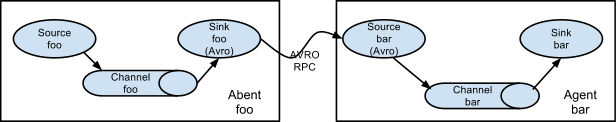 Source
foo
Channel
foo
Sink
foo
(Avro)
Abent
foo
AVRO
RPC
Source
bar
(Avro)
Channel
bar
Sink
bar
Agent
bar